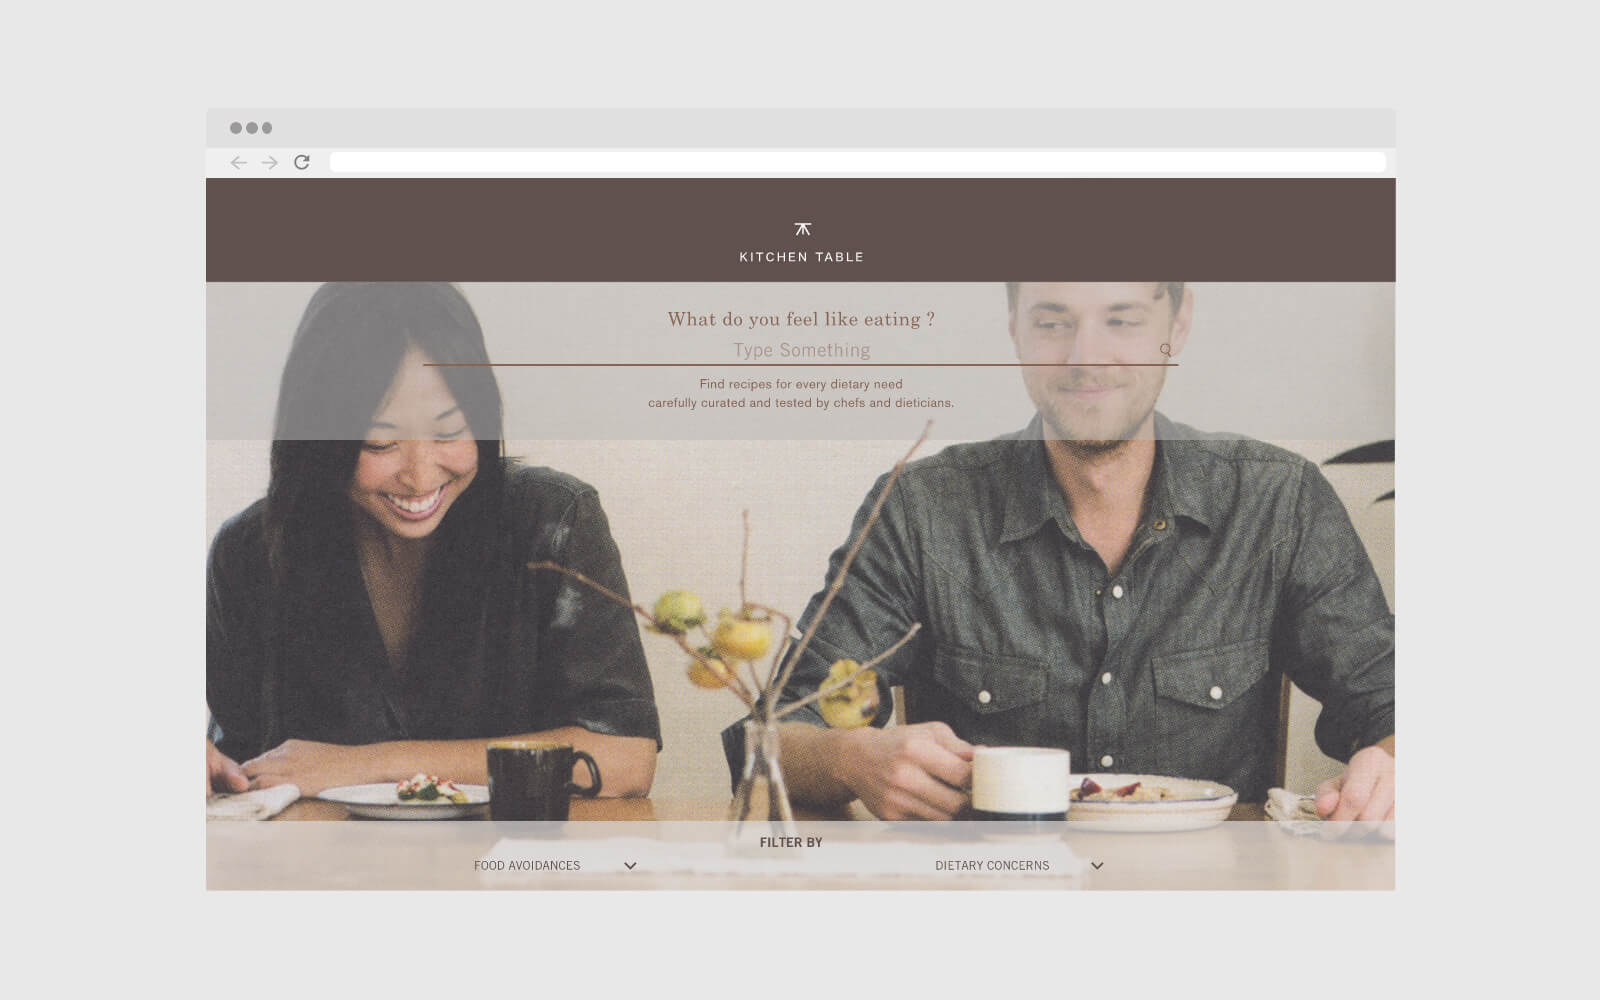 KITCHEN TABLE
What do you feel like eating ?
Type Something
Find recipes for every dietary need
carefully curated and tested by chefs and dieticians.
FILTER BY
FOOD AVOIDANCES
DIETARY CONCERNS